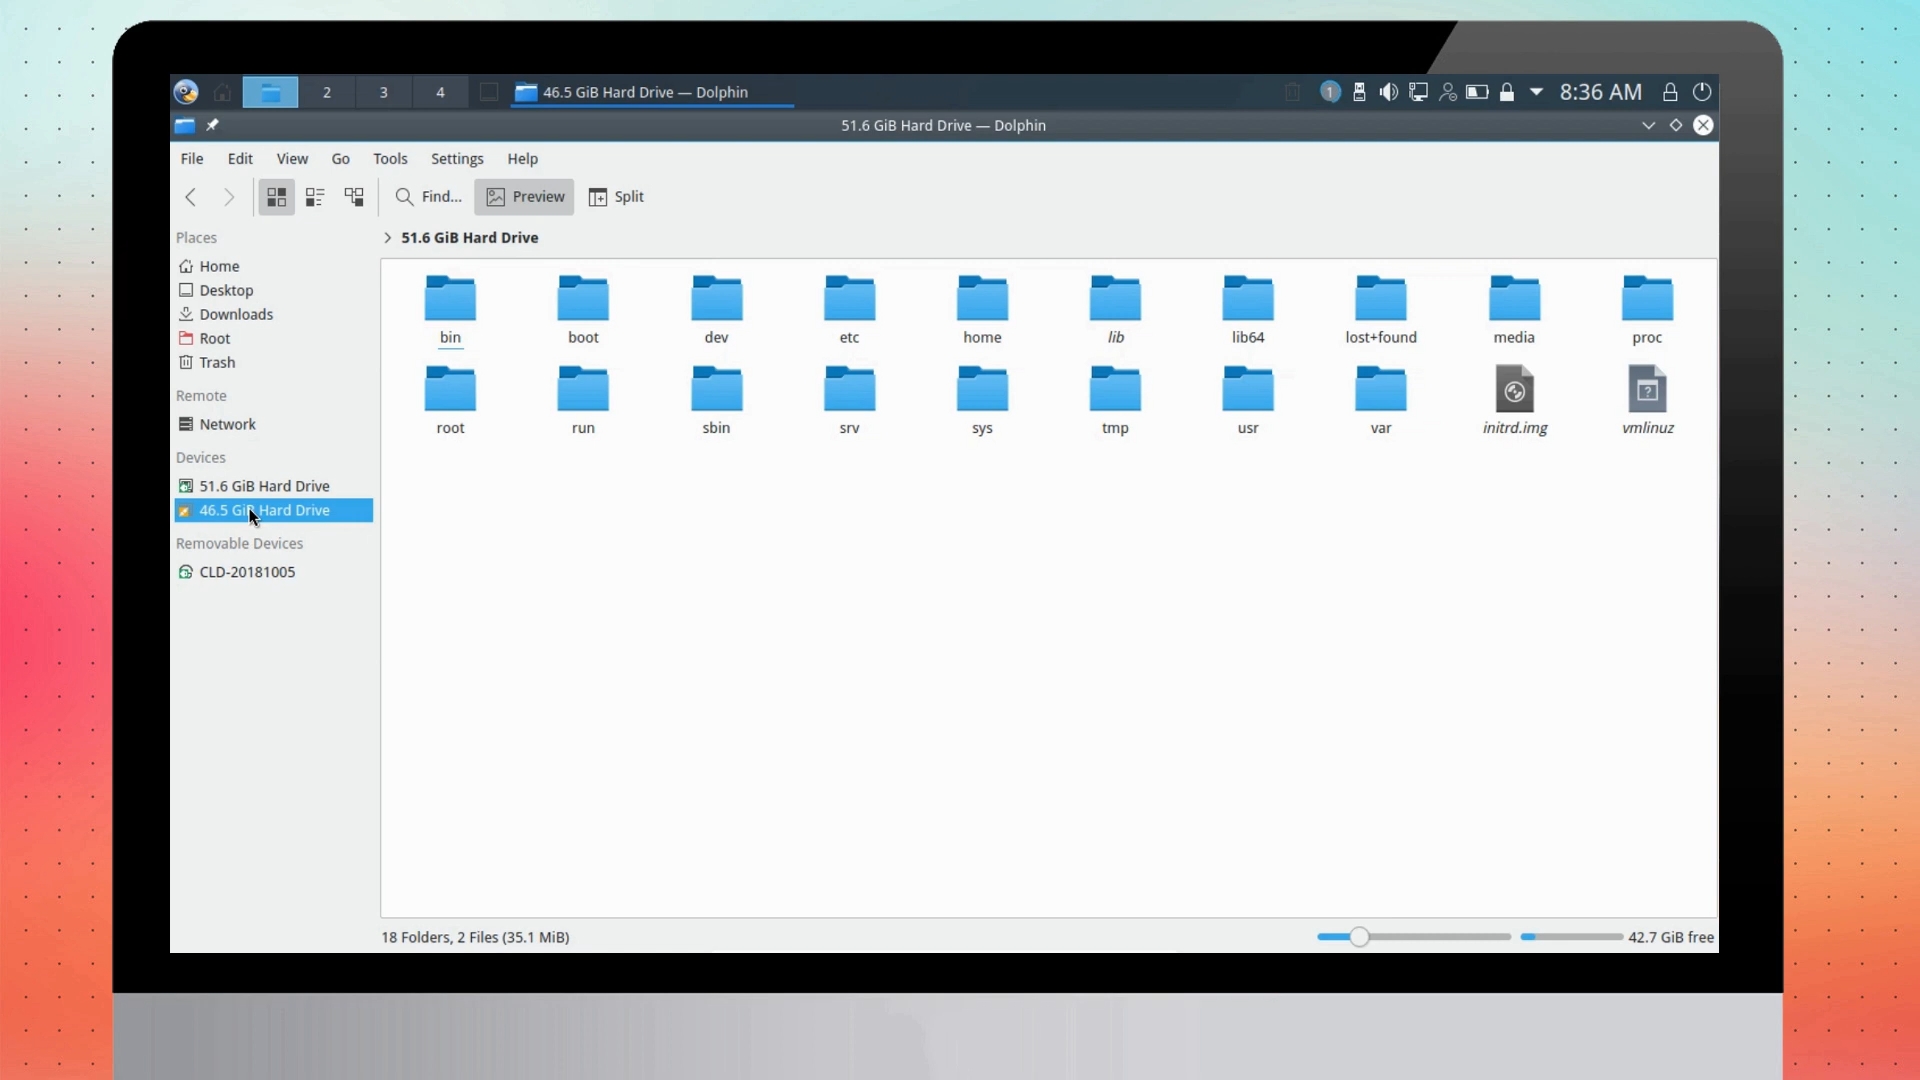 2 3 4 46.5 GiB Hard Drive — Dolphin 1 8:36 AM
51.6 GiB Hard Drive — Dolphin
File Edit View Go Tools Settings Help
Find... Preview Split
Places
Home
Desktop
Downloads
Root
Trash
Remote
Network
Devices
51.6 GiB Hard Drive
46.5 GiB Hard Drive
Removable Devices
CLD-20181005
51.6 GiB Hard Drive
bin boot dev etc home lib lib64 lost+found media proc
root run sbin srv sys tmp usr var initrd.img vmlinuz
18 Folders, 2 Files (35.1 MiB) 42.7 GiB free